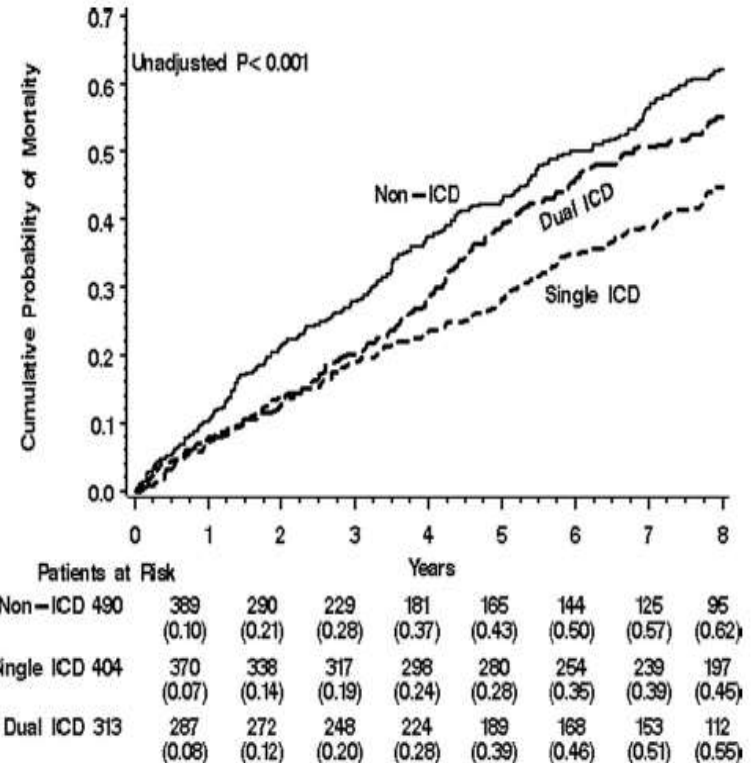 Cumulative Probability of Mortality
0.7
0.6
0.5
0.4
0.3
0.2
0.1
0.0
Unadjusted P< 0.001
Non-ICD
Dual ICD
Single ICD
0 1 2 3 4 5 6 7 8
Years
Patients at Risk
Non-ICD 490 389 290 229 181 165 144 125 95
(0.10) (0.21) (0.28) (0.37) (0.43) (0.50) (0.57) (0.62)
ingle ICD 404 370 338 317 298 280 254 239 197
(0.07) (0.14) (0.19) (0.24) (0.28) (0.35) (0.39) (0.45)
Dual ICD 313 287 272 248 224 189 168 153 112
(0.08) (0.12) (0.20) (0.28) (0.39) (0.46) (0.51) (0.55)